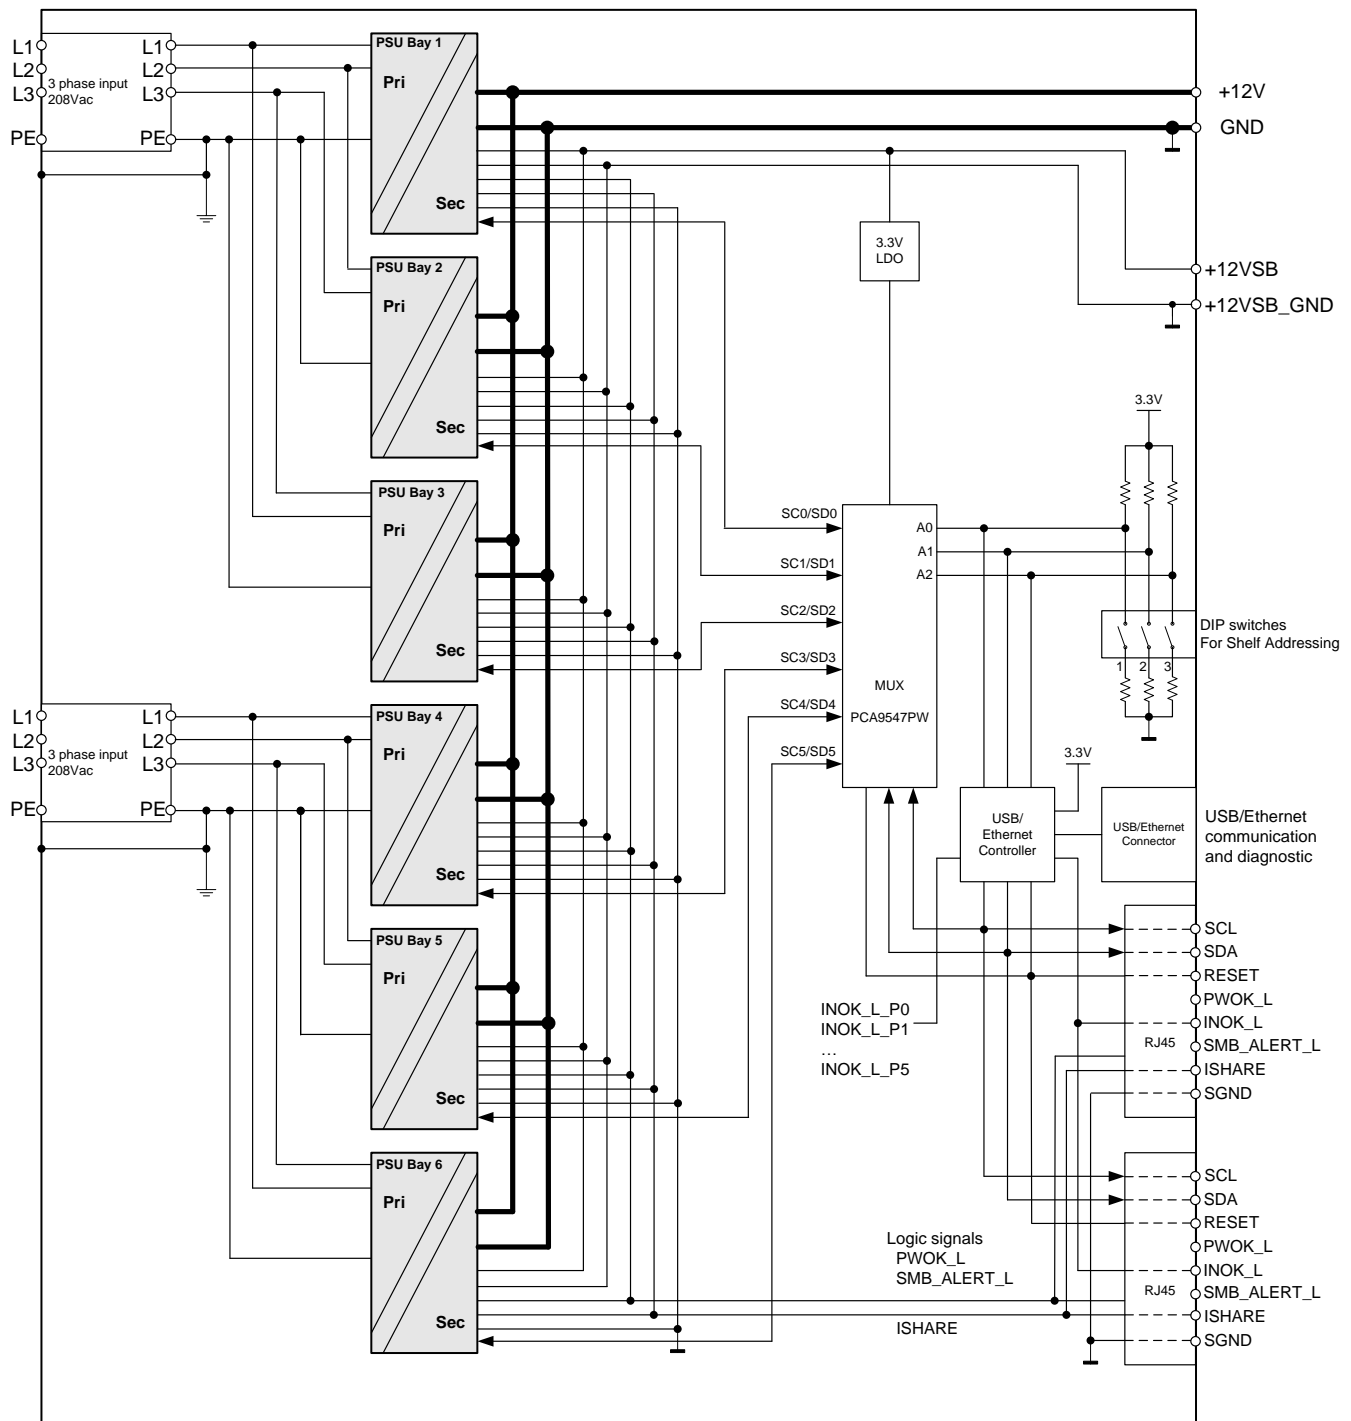 L1
L2
L3
PE
3 phase input
208Vac
L1
L2
L3
PE
PSU Bay 1
Pri
Sec
PSU Bay 2
Pri
Sec
PSU Bay 3
Pri
Sec
L1
L2
L3
PE
3 phase input
208Vac
L1
L2
L3
PE
PSU Bay 4
Pri
Sec
PSU Bay 5
Pri
Sec
PSU Bay 6
Pri
Sec
+12V
GND
3.3V
LDO
+12VSB
+12VSB_GND
SC0/SD0
SC1/SD1
SC2/SD2
SC3/SD3
SC4/SD4
SC5/SD5
A0
A1
A2
MUX
PCA9547PW
3.3V
DIP switches
For Shelf Addressing
1
2
3
3.3V
USB/
Ethernet
Controller
USB/Ethernet
Connector
USB/Ethernet
communication
and diagnostic
INOK_L_P0
INOK_L_P1
...
INOK_L_P5
RJ45
SCL
SDA
RESET
PWOK_L
INOK_L
SMB_ALERT_L
ISHARE
SGND
Logic signals
PWOK_L
SMB_ALERT_L
ISHARE
RJ45
SCL
SDA
RESET
PWOK_L
INOK_L
SMB_ALERT_L
ISHARE
SGND